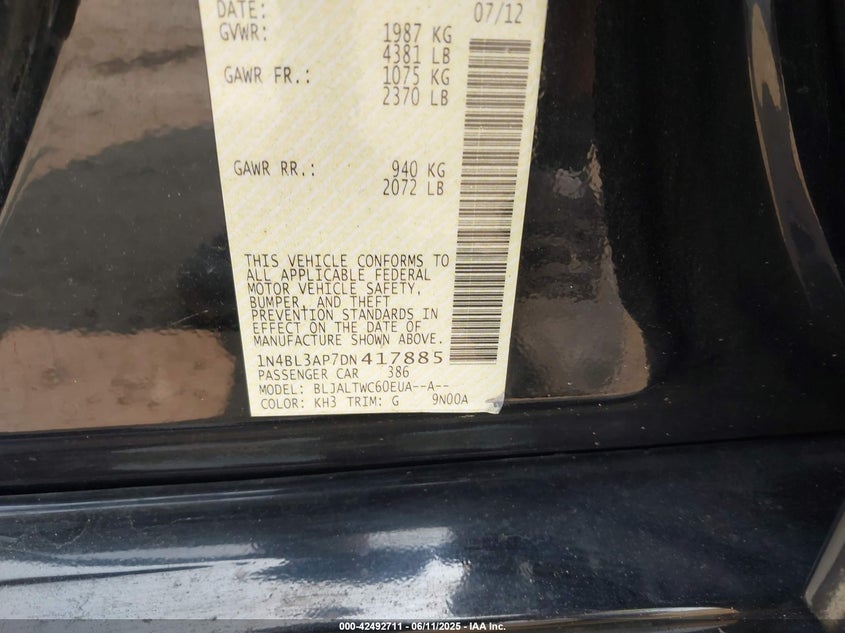 DATE: 07/12
GVWR: 1987 KG
4381 LB
GAWR FR.: 1075 KG
2370 LB
GAWR RR.: 940 KG
2072 LB
THIS VEHICLE CONFORMS TO
ALL APPLICABLE FEDERAL
MOTOR VEHICLE SAFETY,
BUMPER, AND THEFT
PREVENTION STANDARDS IN
EFFECT ON THE DATE OF
MANUFACTURE SHOWN ABOVE.
1N4BL3AP7DN417885
PASSENGER CAR 386
MODEL: BLJALTWC60EUA--A--
COLOR: KH3 TRIM: G 9N00A
000-42492711 - 06/11/2025 - IAA Inc.